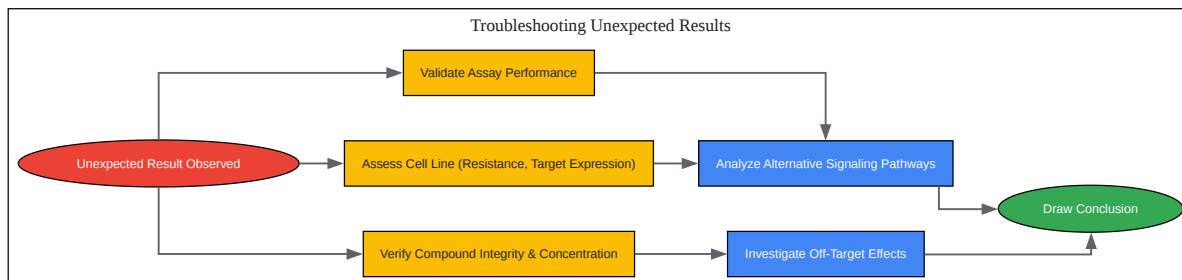 Troubleshooting Unexpected Results
Validate Assay Performance
Unexpected Result Observed
Assess Cell Line (Resistance, Target Expression)
Analyze Alternative Signaling Pathways
Draw Conclusion
Verify Compound Integrity & Concentration
Investigate Off-Target Effects